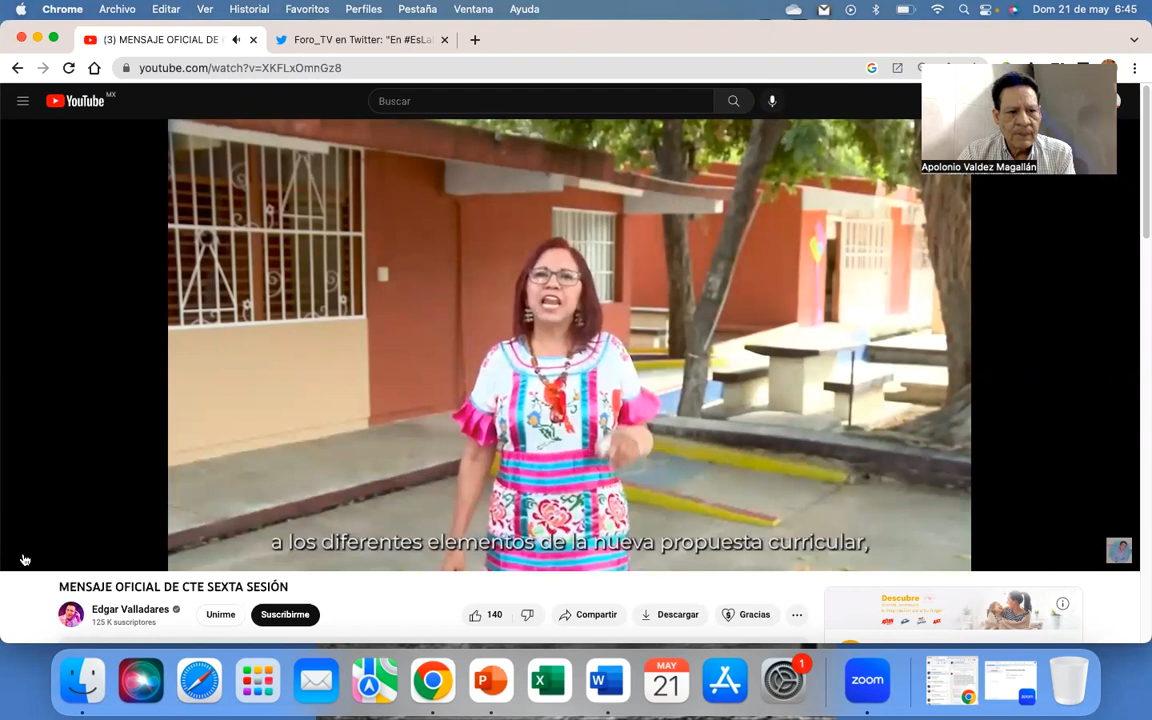 Chrome Archivo Editar Ver Historial Favoritos Perfiles Pestaña Ventana Ayuda Dom 21 de may 6:45
(3) MENSAJE OFICIAL DE
Foro_TV en Twitter: "En #EsLa
youtube.com/watch?v=XKFLxOmnGz8
YouTube MX
Buscar
Apolonio Valdez Magallán
a los diferentes elementos de la nueva propuesta curricular,
MENSAJE OFICIAL DE CTE SEXTA SESIÓN
Edgar Valladares
125 K suscriptores
Unirme
Suscribirme
140
Compartir
Descargar
Gracias
Descubre
MAY
21
1
zoom